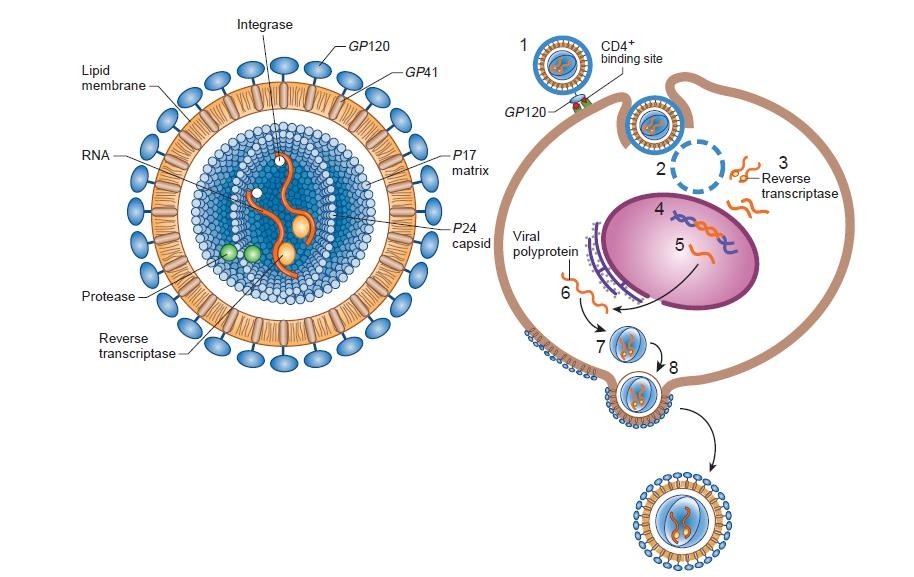 Integrase
GP120
GP41
Lipid
membrane
RNA
P17
matrix
P24
capsid
Protease
Reverse
transcriptase
1
CD4+
binding site
GP120
2
3
Reverse
transcriptase
4
5
Viral
polyprotein
6
7
8